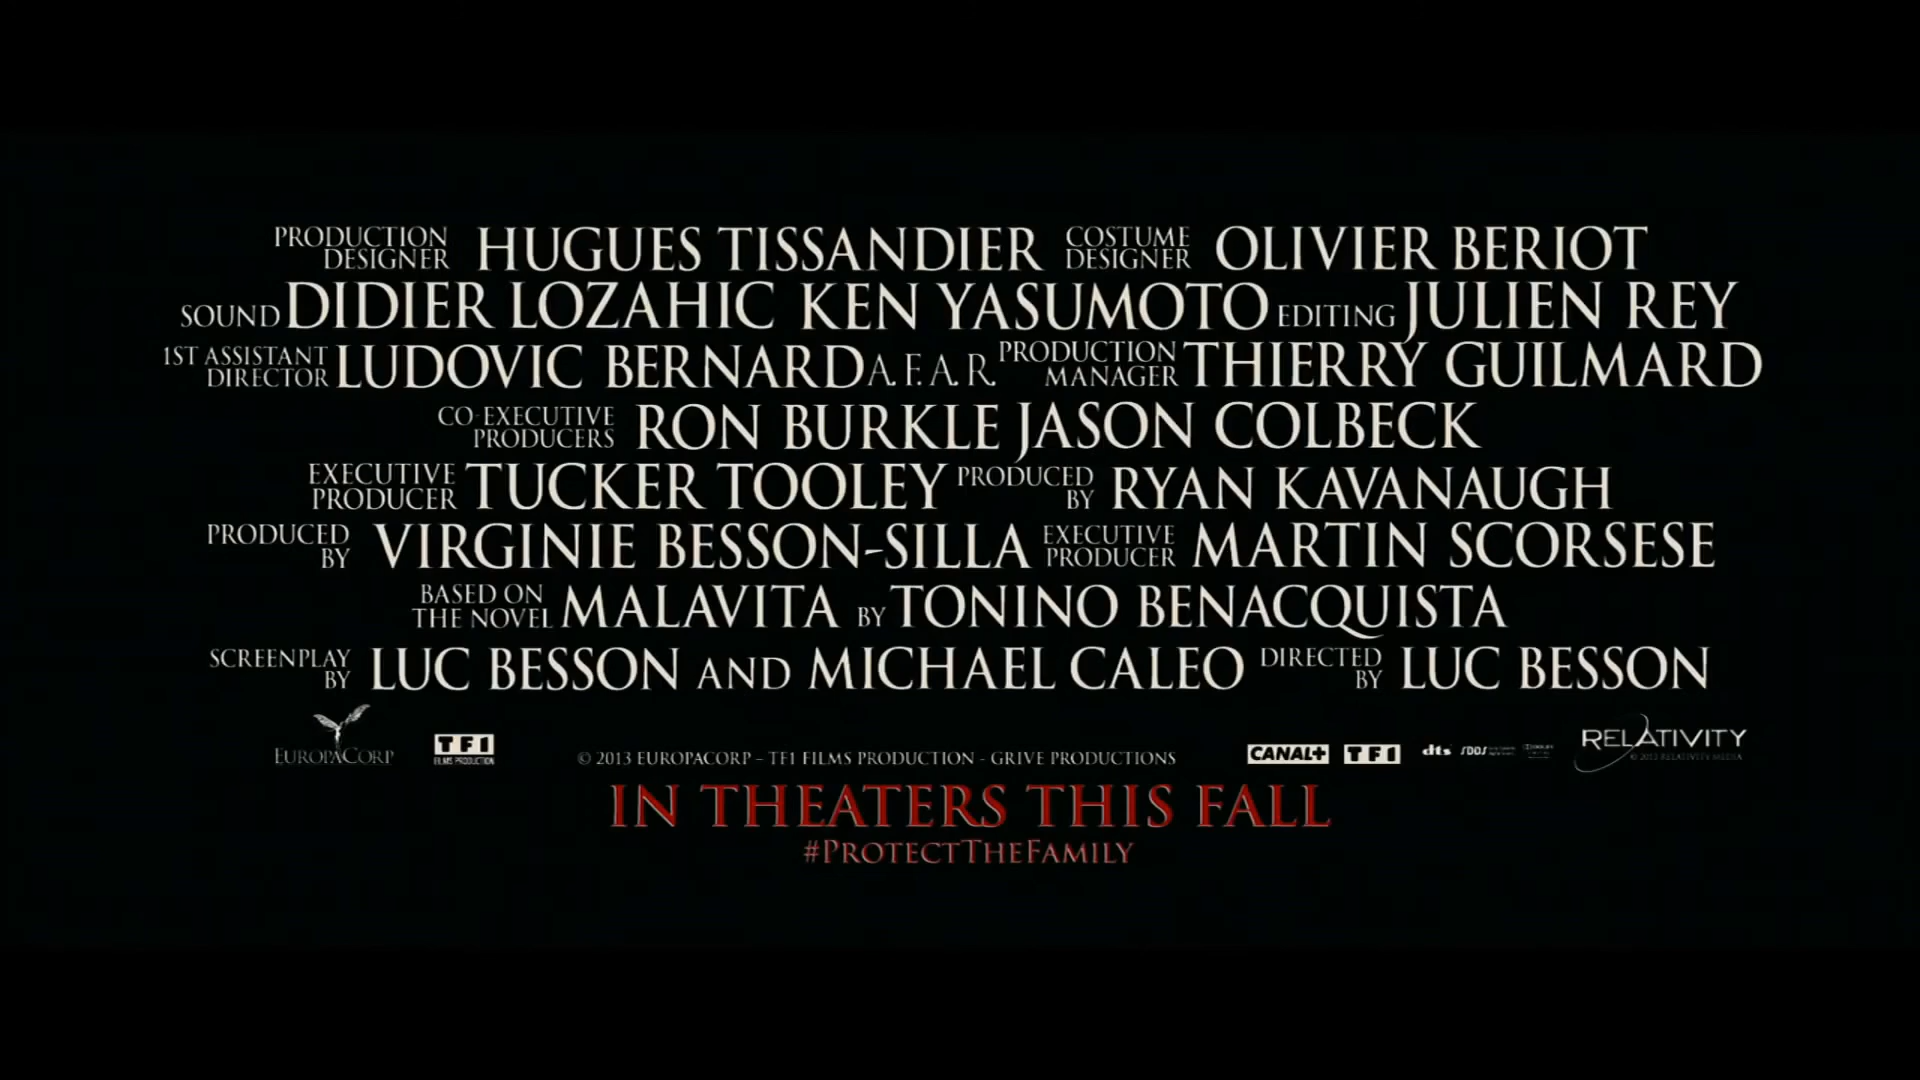 PRODUCTION DESIGNER HUGUES TISSANDIER COSTUME DESIGNER OLIVIER BERIOT
SOUND DIDIER LOZAHIC KEN YASUMOTO EDITING JULIEN REY
1ST ASSISTANT DIRECTOR LUDOVIC BERNARD A.F.A.R. PRODUCTION MANAGER THIERRY GUILMARD
CO-EXECUTIVE PRODUCERS RON BURKLE JASON COLBECK
EXECUTIVE PRODUCER TUCKER TOOLEY PRODUCED BY RYAN KAVANAUGH
PRODUCED BY VIRGINIE BESSON-SILLA EXECUTIVE PRODUCER MARTIN SCORSESE
BASED ON THE NOVEL MALAVITA BY TONINO BENACQUISTA
SCREENPLAY BY LUC BESSON AND MICHAEL CALEO DIRECTED BY LUC BESSON
EUROPACORP TF1 FILMS PRODUCTION © 2013 EUROPACORP – TF1 FILMS PRODUCTION - GRIVE PRODUCTIONS CANAL+ TF1 dts SDDS RELATIVITY
© 2013 RELATIVITY MEDIA
IN THEATERS THIS FALL
#PROTECTTHEFAMILY